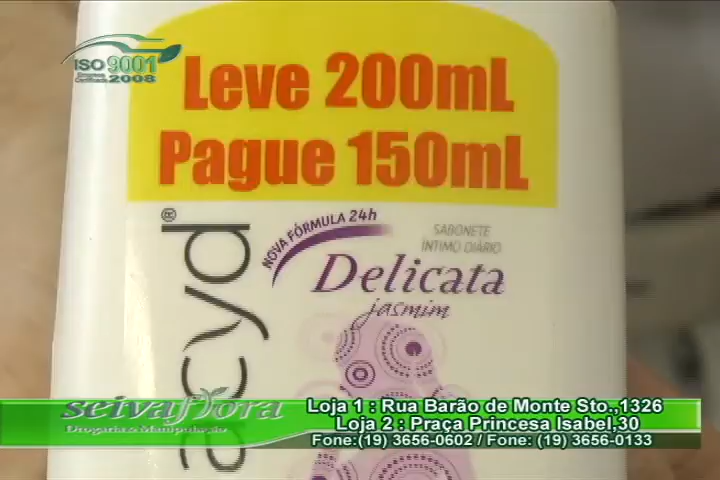 ISO 9001
2008
Leve 200mL
Pague 150mL
acyd®
NOVA FÓRMULA 24h
SABONETE
ÍNTIMO DIÁRIO
Delicata
jasmim
seivaflora
Drogaria e Manipulação
Loja 1 : Rua Barão de Monte Sto.,1326
Loja 2 : Praça Princesa Isabel,30
Fone:(19) 3656-0602 / Fone: (19) 3656-0133